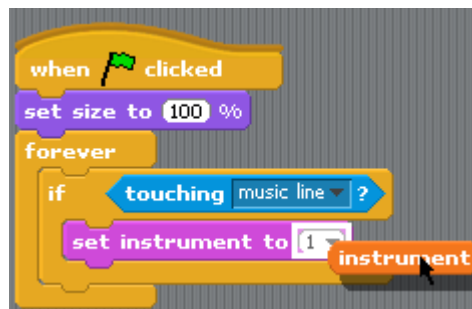 when clicked
set size to 100 %
forever
if touching music line ?
set instrument to 1
instrument